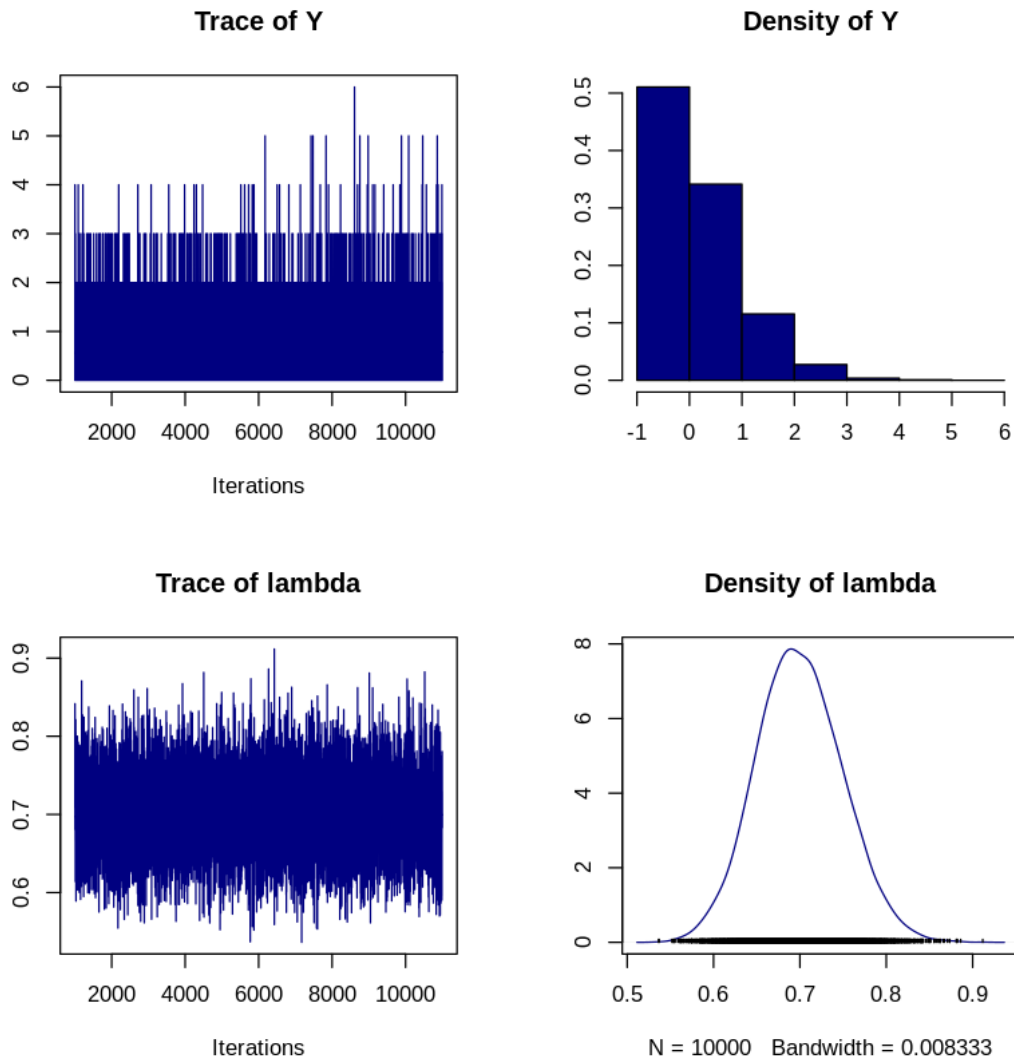 Trace of Y
6
5
4
3
2
1
0
2000 4000 6000 8000 10000
Iterations
Density of Y
0.5
0.4
0.3
0.1
0.0
-1 0 1 2 3 4 5 6
Trace of lambda
0.9
0.8
0.7
0.6
2000 4000 6000 8000 10000
Iterations
Density of lambda
8
6
4
2
0
0.5 0.6 0.7 0.8 0.9
N = 10000 Bandwidth = 0.008333